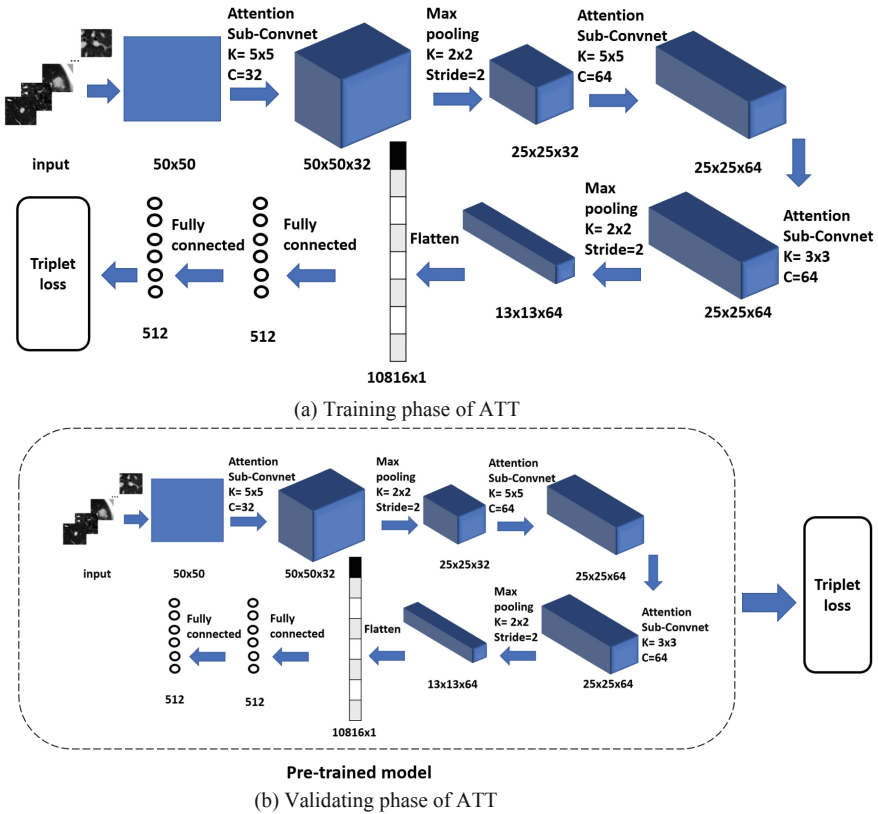 Attention
Sub-Convnet
K= 5x5
C=32
Max
pooling
K= 2x2
Stride=2
Attention
Sub-Convnet
K= 5x5
C=64
...
input
50x50
50x50x32
25x25x32
25x25x64
Triplet
loss
Fully
connected
Fully
connected
Flatten
Max
pooling
K= 2x2
Stride=2
Attention
Sub-Convnet
K= 3x3
C=64
512
512
13x13x64
25x25x64
10816x1
(a) Training phase of ATT
Attention
Sub-Convnet
K= 5x5
C=32
Max
pooling
K= 2x2
Stride=2
Attention
Sub-Convnet
K= 5x5
C=64
...
input
50x50
50x50x32
25x25x32
25x25x64
Triplet
loss
Fully
connected
Fully
connected
Flatten
Max
pooling
K= 2x2
Stride=2
Attention
Sub-Convnet
K= 3x3
C=64
512
512
13x13x64
25x25x64
10816x1
Pre-trained model
(b) Validating phase of ATT